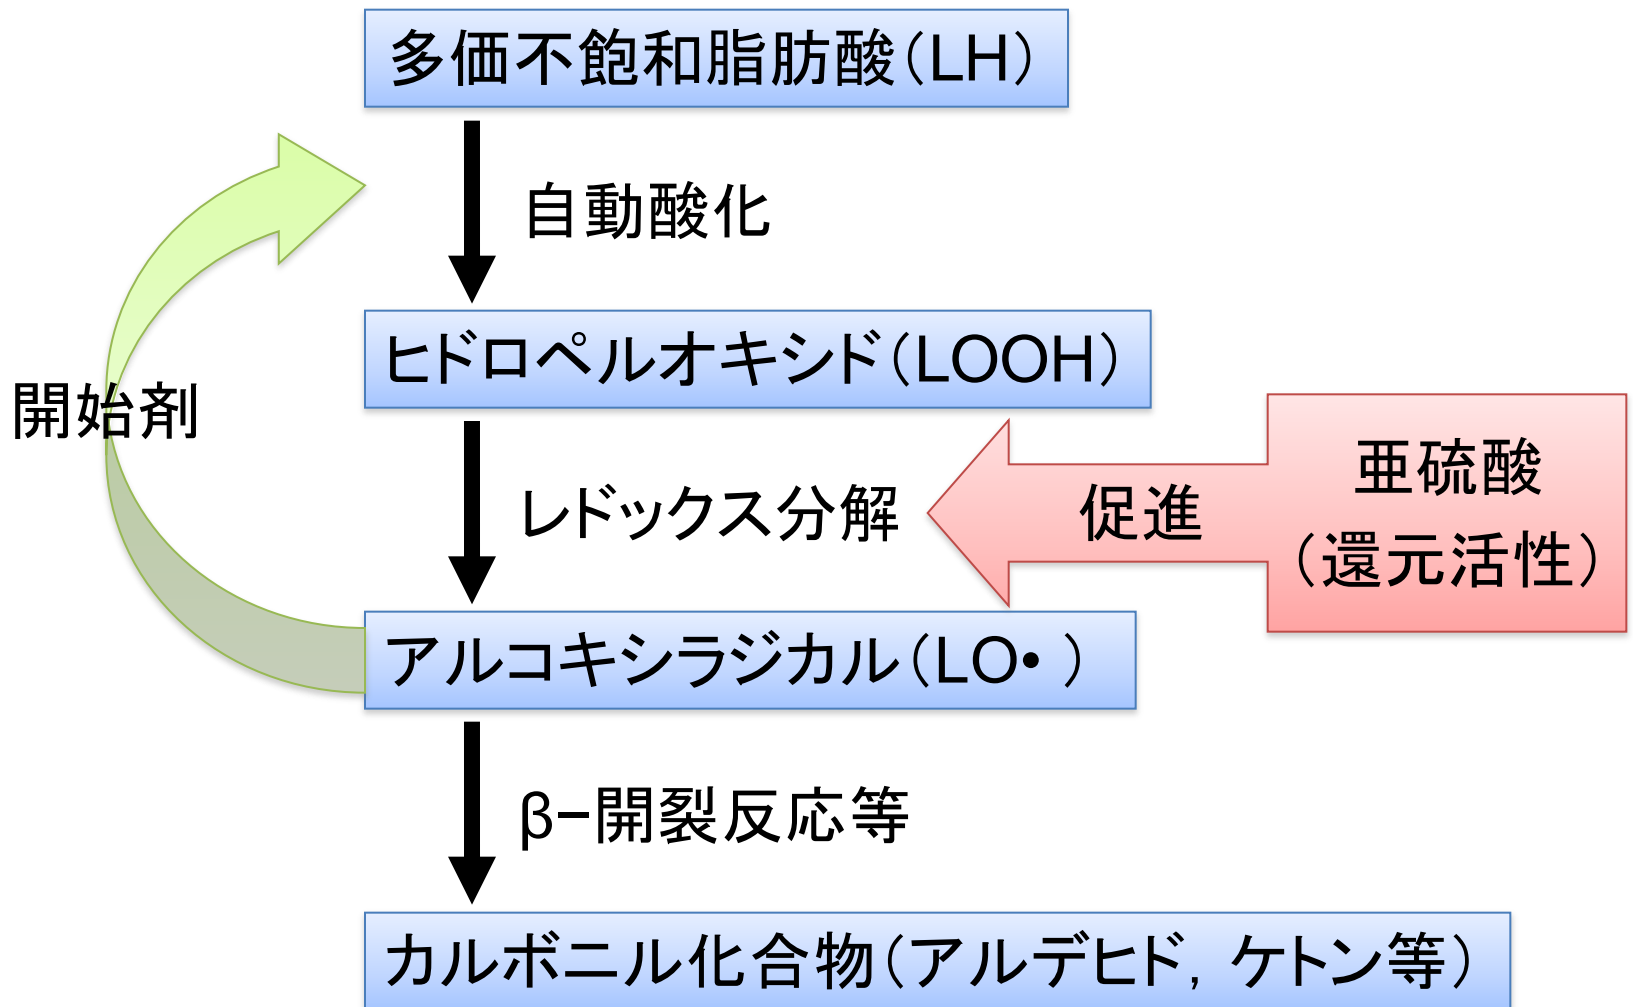 多価不飽和脂肪酸（LH）
自動酸化
ヒドロペルオキシド（LOOH）
開始剤
亜硫酸
（還元活性）
促進
レドックス分解
アルコキシラジカル（LO•）
β−開裂反応等
カルボニル化合物（アルデヒド，ケトン等）